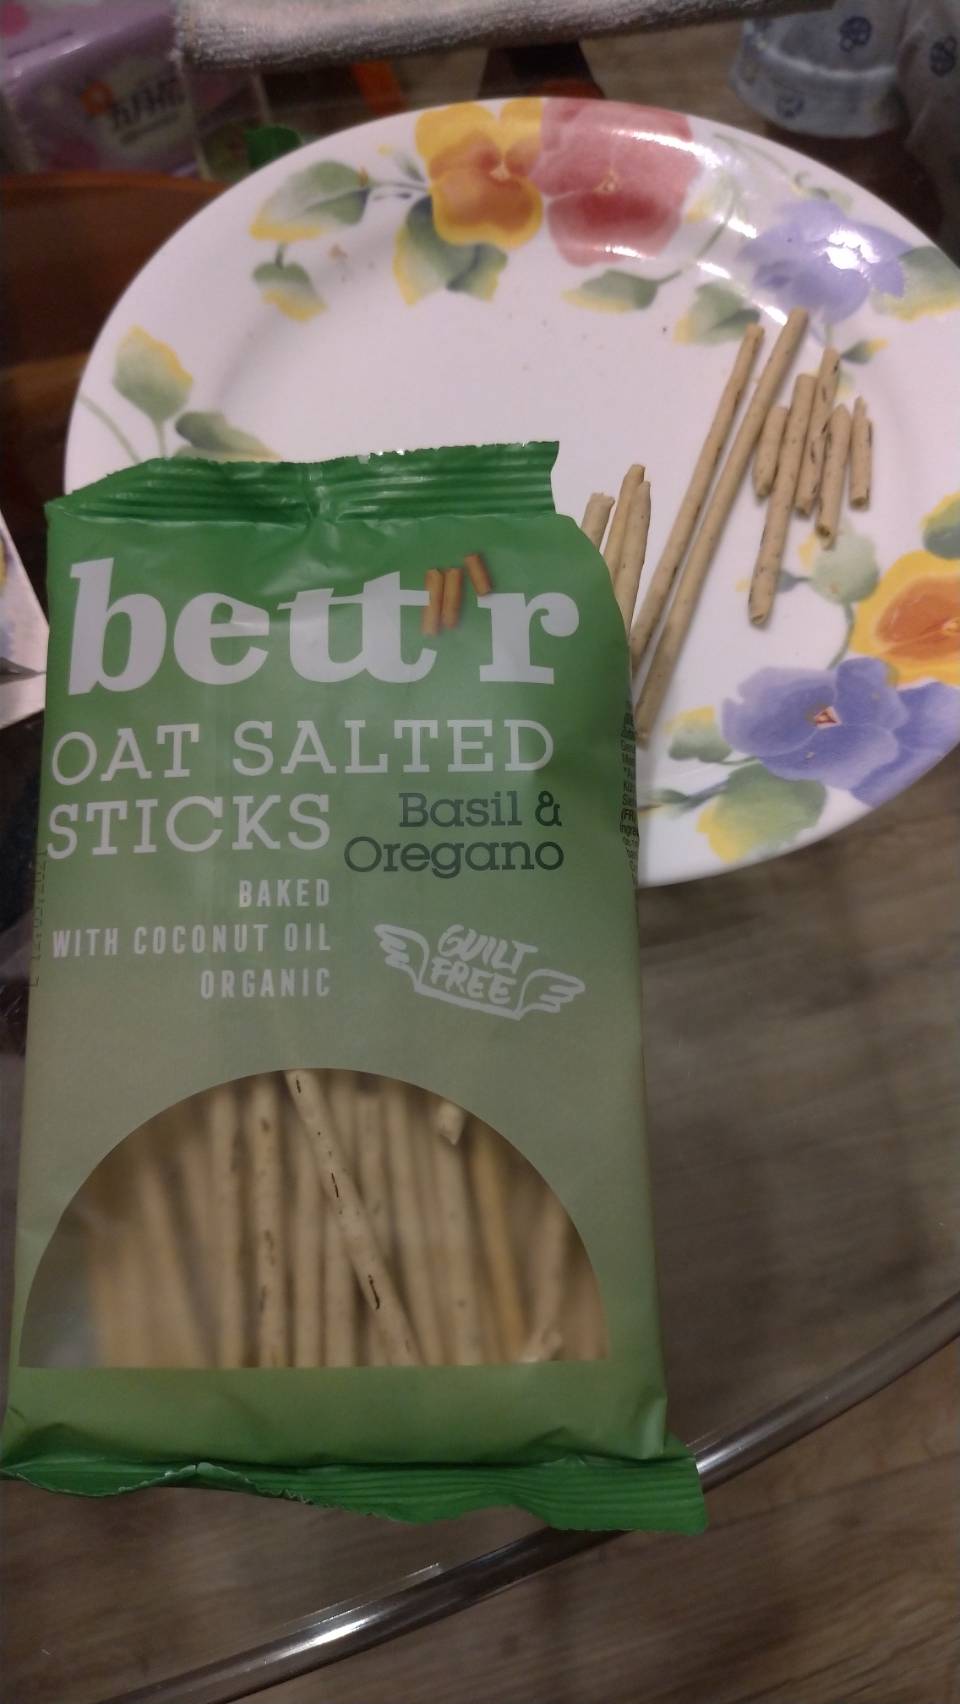 bett'r
OAT SALTED
STICKS
Basil &
Oregano
BAKED
WITH COCONUT OIL
ORGANIC
GUILT
FREE